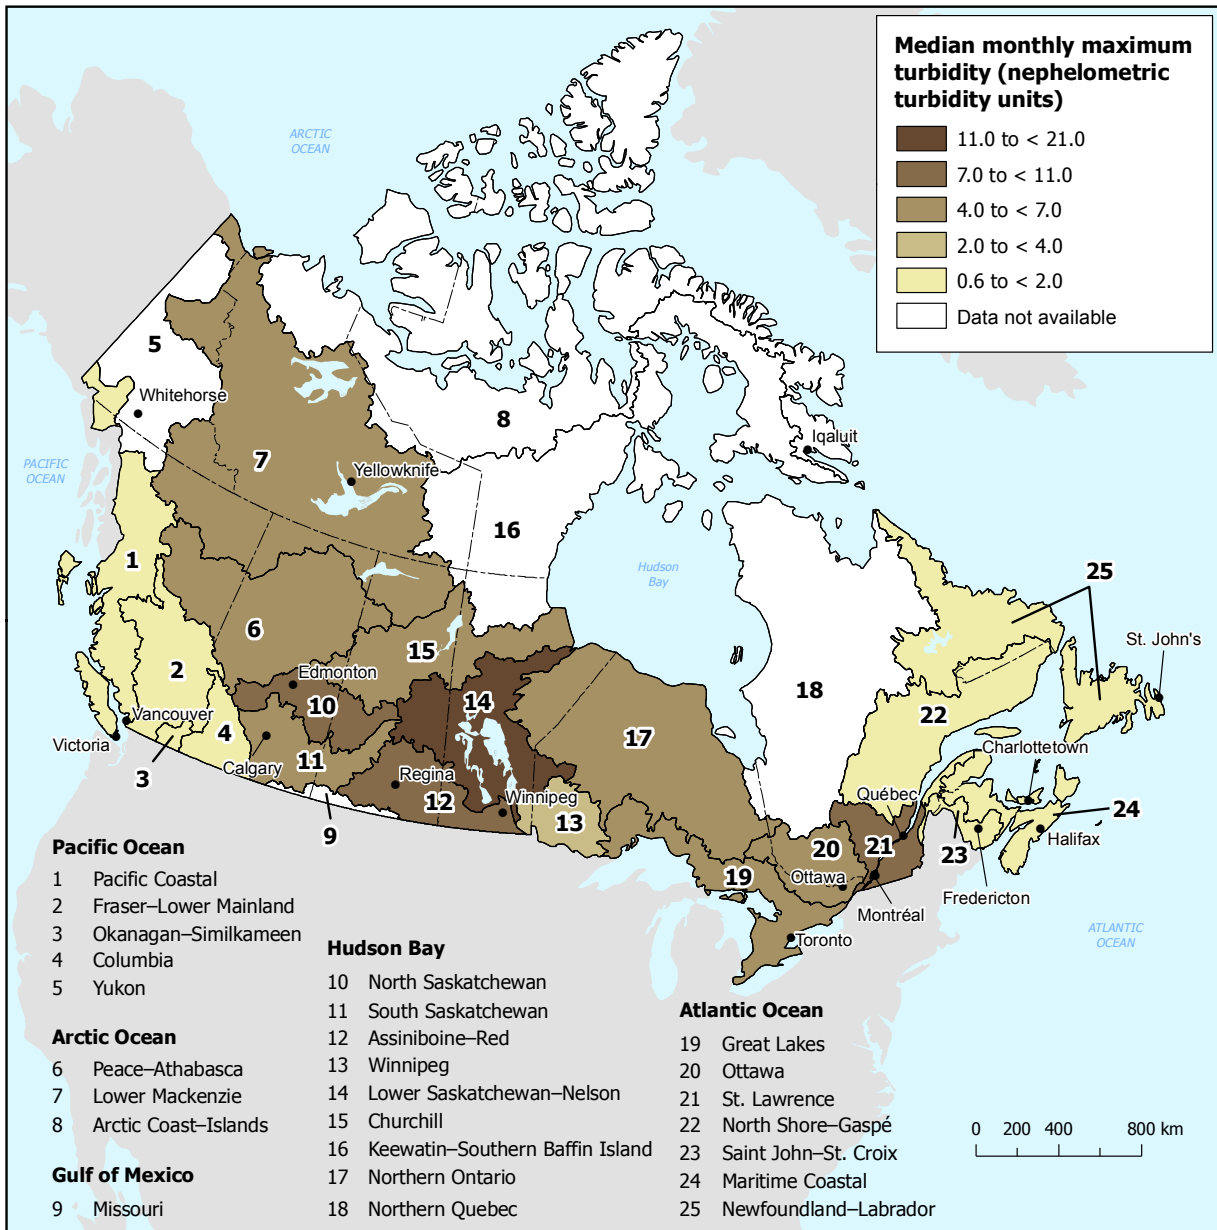 Median monthly maximum
turbidity (nephelometric
turbidity units)
11.0 to < 21.0
7.0 to < 11.0
4.0 to < 7.0
2.0 to < 4.0
0.6 to < 2.0
Data not available
ARCTIC
OCEAN
5
Whitehorse
8
Iqaluit
PACIFIC
OCEAN
7
Yellowknife
16
1
Hudson
Bay
25
6
15
St. John's
2
Edmonton
10
14
18
22
Vancouver
4
17
Victoria
Calgary
11
Regina
Charlottetown
3
12
Winnipeg
13
Québec
24
9
20
21
23
Halifax
19
Ottawa
Fredericton
Montréal
Toronto
ATLANTIC
OCEAN
Pacific Ocean
1 Pacific Coastal
2 Fraser–Lower Mainland
3 Okanagan–Similkameen
4 Columbia
5 Yukon
Arctic Ocean
6 Peace–Athabasca
7 Lower Mackenzie
8 Arctic Coast–Islands
Gulf of Mexico
9 Missouri
Hudson Bay
10 North Saskatchewan
11 South Saskatchewan
12 Assiniboine–Red
13 Winnipeg
14 Lower Saskatchewan–Nelson
15 Churchill
16 Keewatin–Southern Baffin Island
17 Northern Ontario
18 Northern Quebec
Atlantic Ocean
19 Great Lakes
20 Ottawa
21 St. Lawrence
22 North Shore–Gaspé
23 Saint John–St. Croix
24 Maritime Coastal
25 Newfoundland–Labrador
0 200 400 800 km